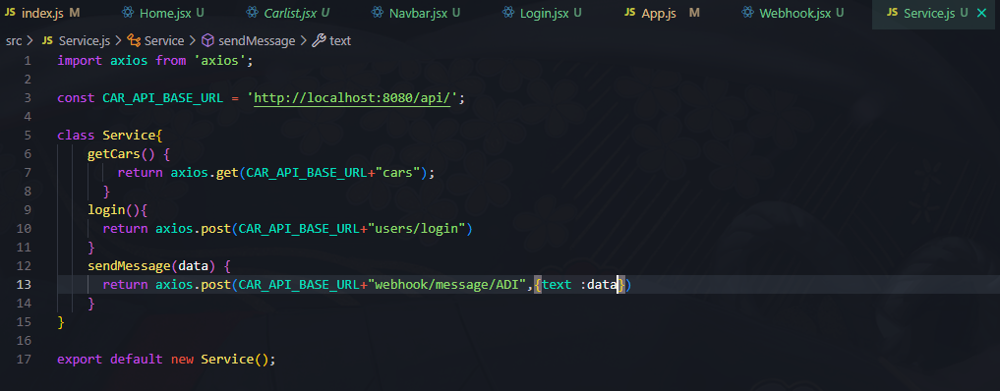 JS index.js M Home.jsx U Carlist.jsx U Navbar.jsx U Login.jsx U JS App.js M Webhook.jsx U JS Service.js U ×
src > JS Service.js > Service > sendMessage > text
1 import axios from 'axios';
2
3 const CAR_API_BASE_URL = 'http://localhost:8080/api/';
4
5 class Service{
6 getCars() {
7 return axios.get(CAR_API_BASE_URL+"cars");
8 }
9 login(){
10 return axios.post(CAR_API_BASE_URL+"users/login")
11 }
12 sendMessage(data) {
13 return axios.post(CAR_API_BASE_URL+"webhook/message/ADI",{text :data})
14 }
15 }
16
17 export default new Service();